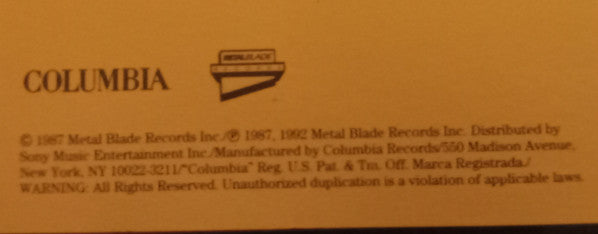 COLUMBIA
METAL BLADE
RECORDS
© 1987 Metal Blade Records Inc./℗ 1987, 1992 Metal Blade Records Inc. Distributed by
Sony Music Entertainment Inc./Manufactured by Columbia Records/550 Madison Avenue,
New York, NY 10022-3211/"Columbia" Reg. U.S. Pat. & Tm. Off. Marca Registrada./
WARNING: All Rights Reserved. Unauthorized duplication is a violation of applicable laws.